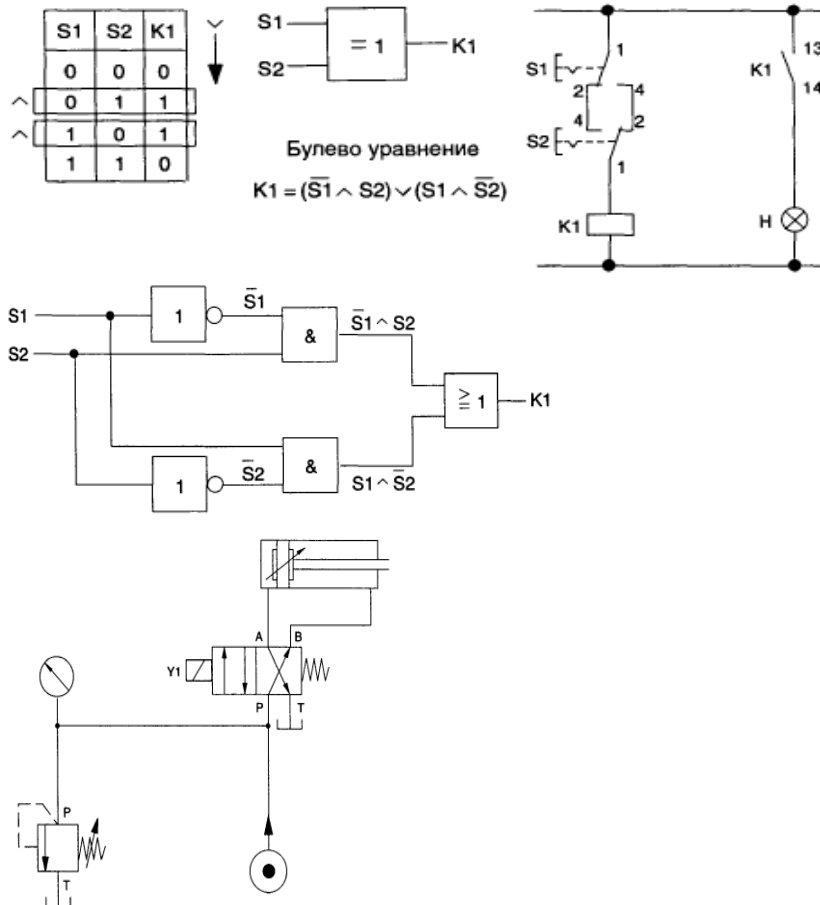 S1 S2 K1
0 0 0
0 1 1
1 0 1
1 1 0
S1
S2
= 1
K1
Булево уравнение
K1 = (S̅1 ∧ S2) ∨ (S1 ∧ S̅2)
S1
1
2
4
4
2
S2
1
K1
13
K1
14
H
S1
S2
1
S̅1
&
S̅1 ∧ S2
≥ 1
K1
1
S̅2
&
S1 ∧ S̅2
A
B
Y1
P
T
P
T